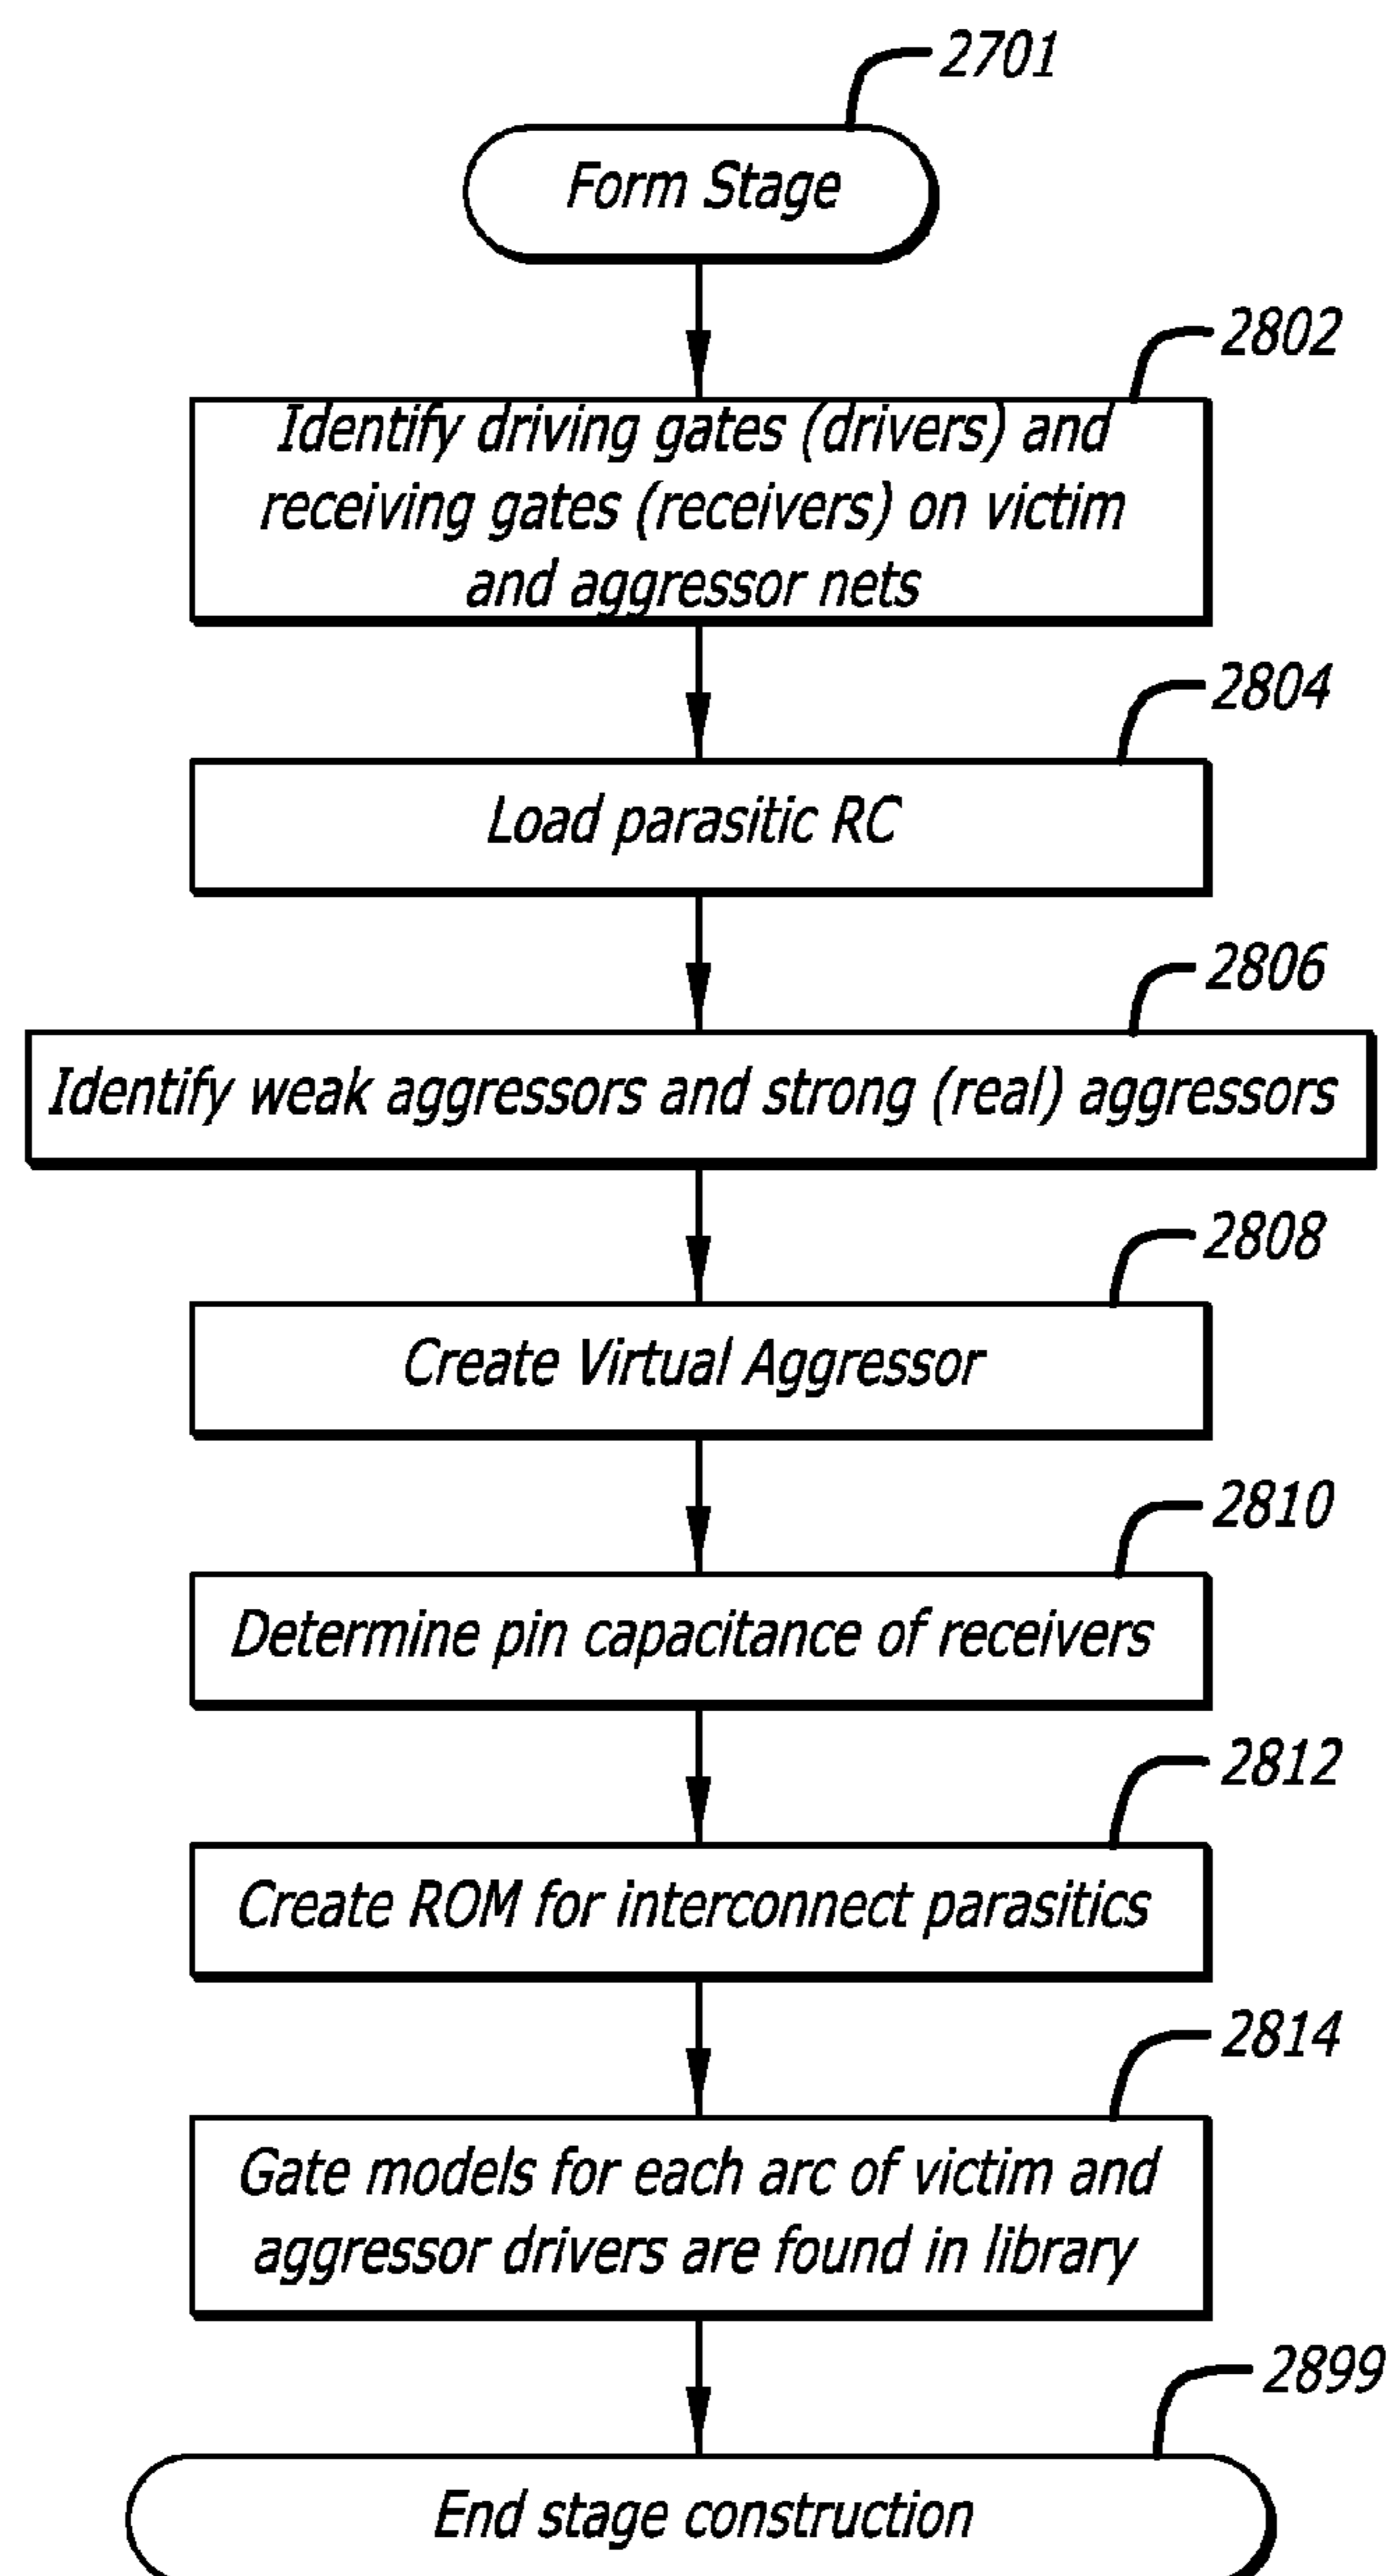 2701
Form Stage
2802
Identify driving gates (drivers) and
receiving gates (receivers) on victim
and aggressor nets
2804
Load parasitic RC
2806
Identify weak aggressors and strong (real) aggressors
2808
Create Virtual Aggressor
2810
Determine pin capacitance of receivers
2812
Create ROM for interconnect parasitics
2814
Gate models for each arc of victim and
aggressor drivers are found in library
2899
End stage construction